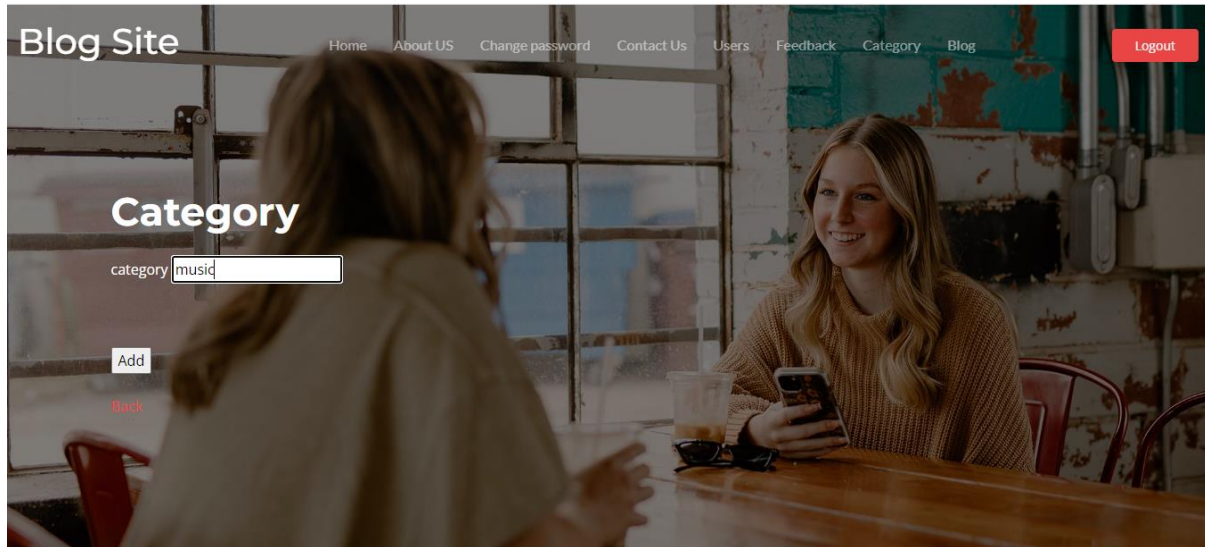 Blog Site
Home About US Change password Contact Us Users Feedback Category Blog Logout
Category
category music
Add
Back